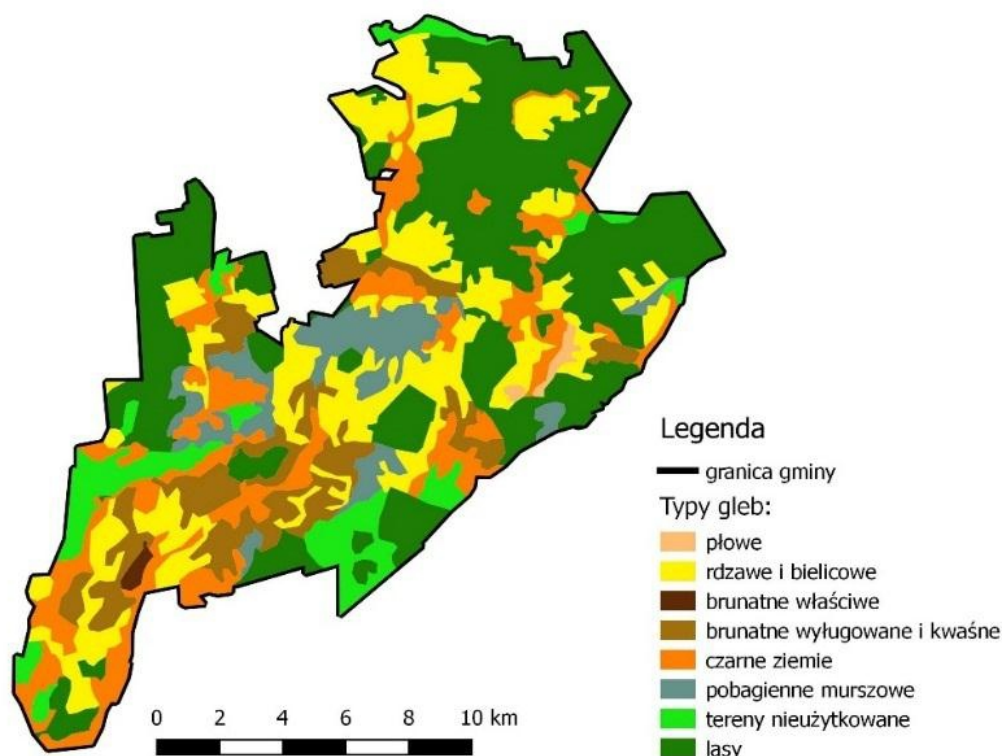 Legenda
granica gminy
Typy gleb:
płowe
rdzawe i bielicowe
brunatne właściwe
brunatne wyługowane i kwaśne
czarne ziemie
pobagienne murszowe
tereny nieużytkowane
lasy
0 2 4 6 8 10 km